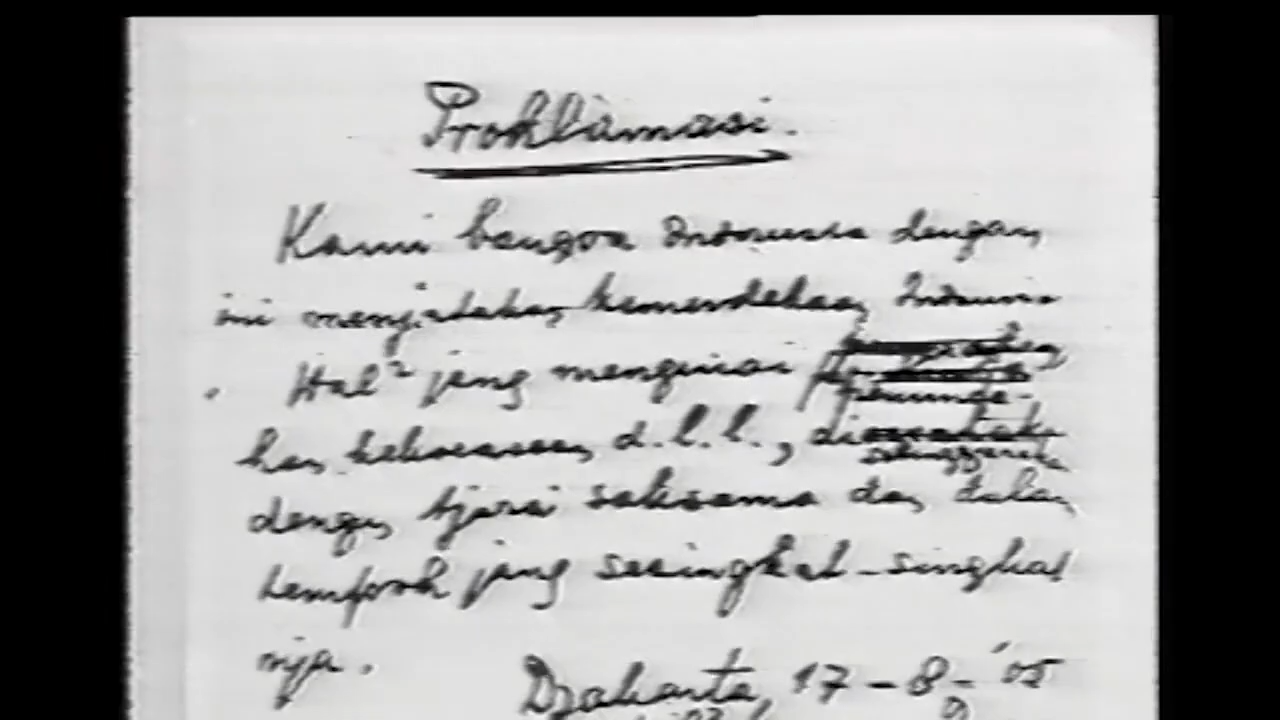 Proklamasi.
Kami bangsa Indonesia dengan
ini menjatakan kemerdekaan Indonesia
. Hal² jang mengenai
peminda-
han kekoeasaan d.l.l.,
diselenggarakan
dengan tjara saksama dan dalam
tempoh jang sesingkat-singkat
nja.
Djakarta, 17 - 8 - '05